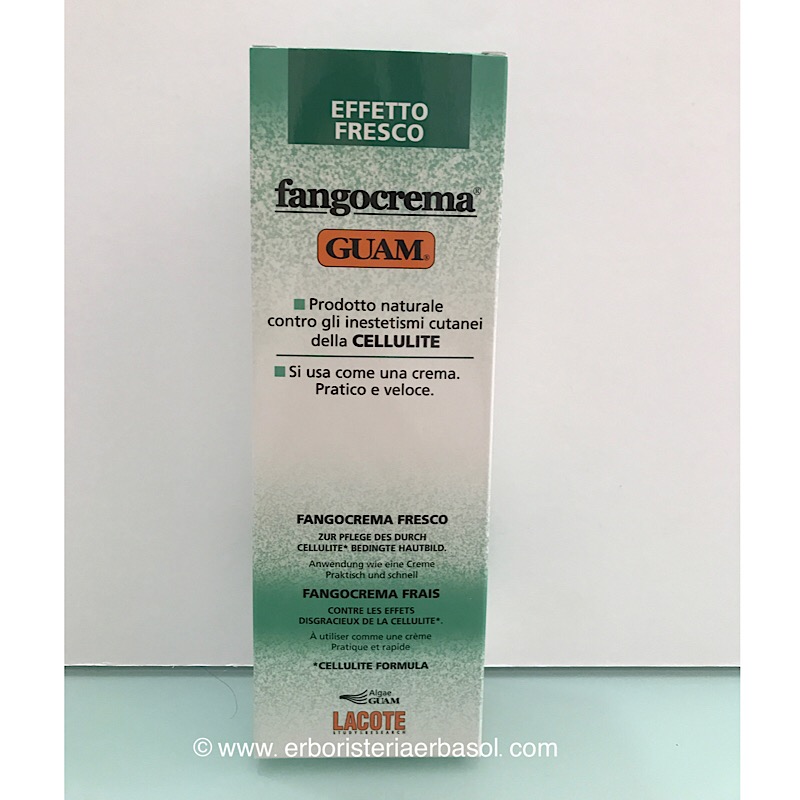 EFFETTO
FRESCO
fangocrema®
GUAM®
■ Prodotto naturale
contro gli inestetismi cutanei
della CELLULITE
■ Si usa come una crema.
Pratico e veloce.
FANGOCREMA FRESCO
ZUR PFLEGE DES DURCH
CELLULITE* BEDINGTE HAUTBILD.
Anwendung wie eine Creme
Praktisch und schnell
FANGOCREMA FRAIS
CONTRE LES EFFETS
DISGRACIEUX DE LA CELLULITE*.
À utiliser comme une crème
Pratique et rapide
*CELLULITE FORMULA
Algae
GUAM
LACOTE
STUDY&RESEARCH
© www. erboristeriaerbasol. com